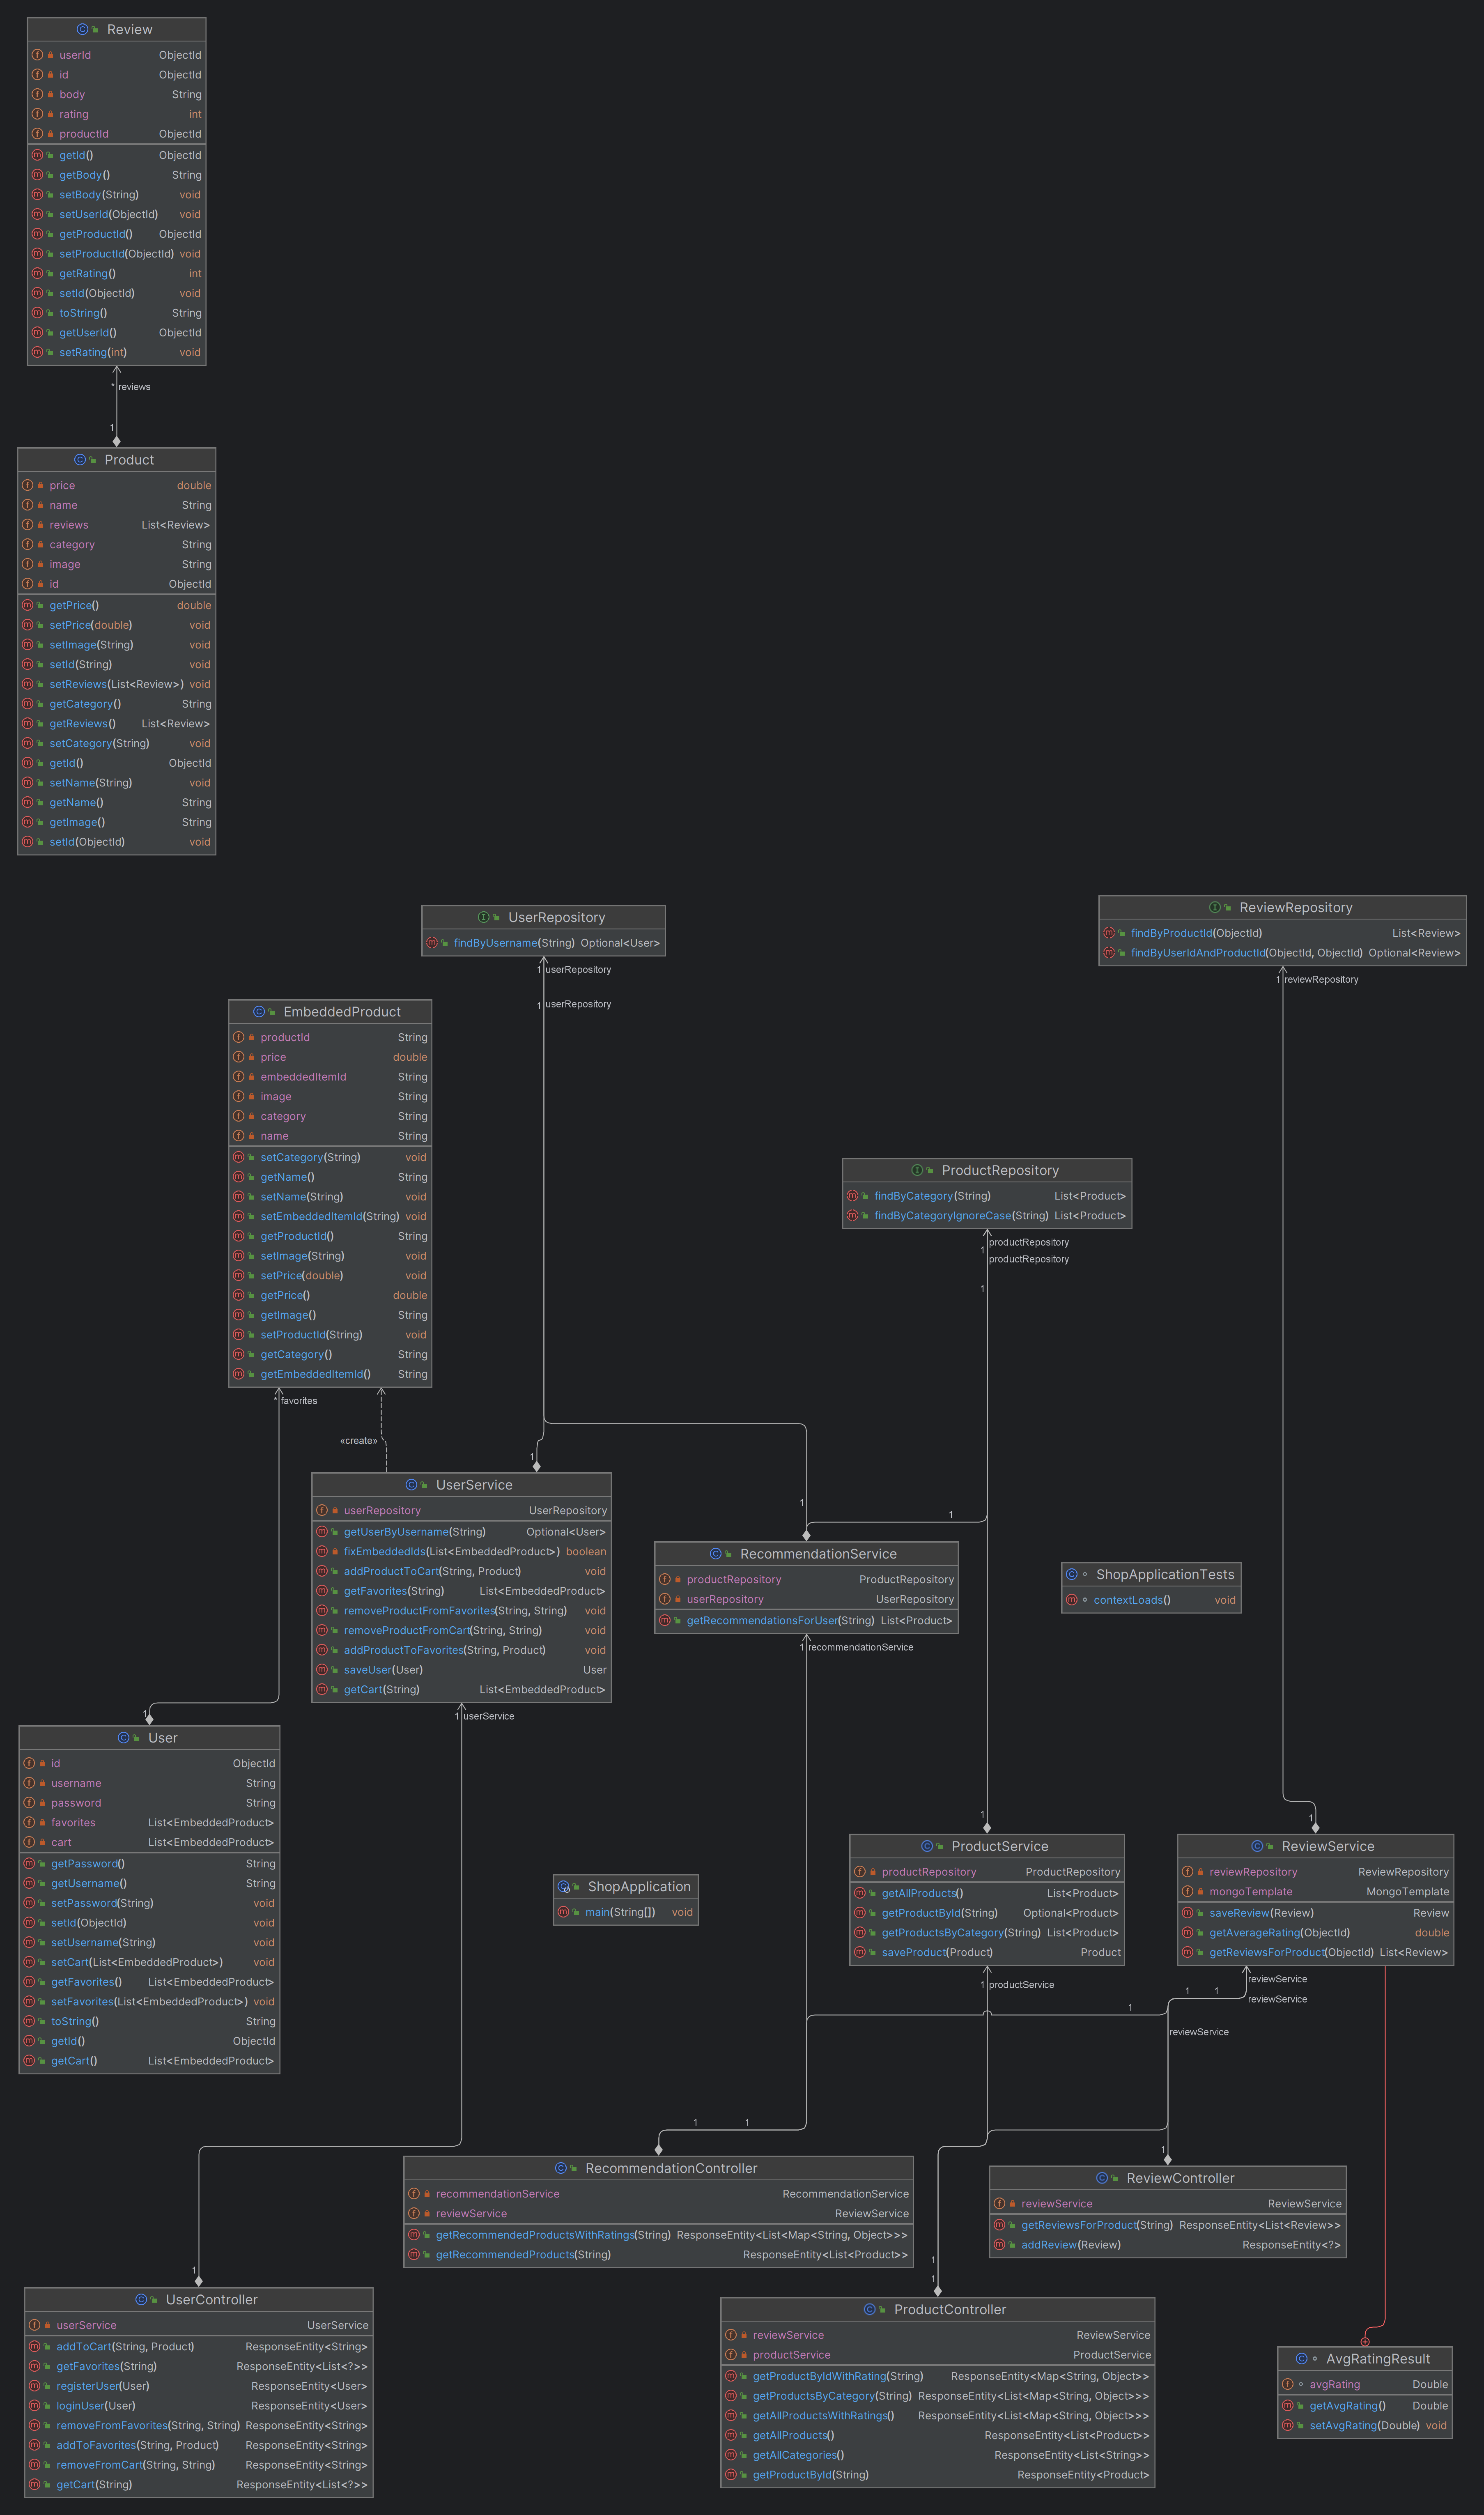 Review
userId ObjectId
id ObjectId
body String
rating int
productId ObjectId
getId() ObjectId
getBody() String
setBody(String) void
setUserId(ObjectId) void
getProductId() ObjectId
setProductId(ObjectId) void
getRating() int
setId(ObjectId) void
toString() String
getUserId() ObjectId
setRating(int) void
* reviews
1
Product
price double
name String
reviews List<Review>
category String
image String
id ObjectId
getPrice() double
setPrice(double) void
setImage(String) void
setId(String) void
setReviews(List<Review>) void
getCategory() String
getReviews() List<Review>
setCategory(String) void
getId() ObjectId
setName(String) void
getName() String
getImage() String
setId(ObjectId) void
UserRepository
findByUsername(String) Optional<User>
1 userRepository
1 userRepository
ReviewRepository
findByProductId(ObjectId) List<Review>
findByUserIdAndProductId(ObjectId, ObjectId) Optional<Review>
1 reviewRepository
EmbeddedProduct
productId String
price double
embeddedItemId String
image String
category String
name String
setCategory(String) void
getName() String
setName(String) void
setEmbeddedItemId(String) void
getProductId() String
setImage(String) void
setPrice(double) void
getPrice() double
getImage() String
setProductId(String) void
getCategory() String
getEmbeddedItemId() String
* favorites
«create»
ProductRepository
findByCategory(String) List<Product>
findByCategoryIgnoreCase(String) List<Product>
productRepository
1
productRepository
1
1
UserService
userRepository UserRepository
getUserByUsername(String) Optional<User>
fixEmbeddedIds(List<EmbeddedProduct>) boolean
addProductToCart(String, Product) void
getFavorites(String) List<EmbeddedProduct>
removeProductFromFavorites(String, String) void
removeProductFromCart(String, String) void
addProductToFavorites(String, Product) void
saveUser(User) User
getCart(String) List<EmbeddedProduct>
1 userService
1
1
RecommendationService
productRepository ProductRepository
userRepository UserRepository
getRecommendationsForUser(String) List<Product>
1 recommendationService
ShopApplicationTests
contextLoads() void
1
User
id ObjectId
username String
password String
favorites List<EmbeddedProduct>
cart List<EmbeddedProduct>
getPassword() String
getUsername() String
setPassword(String) void
setId(ObjectId) void
setUsername(String) void
setCart(List<EmbeddedProduct>) void
getFavorites() List<EmbeddedProduct>
setFavorites(List<EmbeddedProduct>) void
toString() String
getId() ObjectId
getCart() List<EmbeddedProduct>
ShopApplication
main(String[]) void
1
ProductService
productRepository ProductRepository
getAllProducts() List<Product>
getProductById(String) Optional<Product>
getProductsByCategory(String) List<Product>
saveProduct(Product) Product
1 productService
1
ReviewService
reviewRepository ReviewRepository
mongoTemplate MongoTemplate
saveReview(Review) Review
getAverageRating(ObjectId) double
getReviewsForProduct(ObjectId) List<Review>
reviewService
1 1
reviewService
1
reviewService
1 1
RecommendationController
recommendationService RecommendationService
reviewService ReviewService
getRecommendedProductsWithRatings(String) ResponseEntity<List<Map<String, Object>>>
getRecommendedProducts(String) ResponseEntity<List<Product>>
1
ReviewController
reviewService ReviewService
getReviewsForProduct(String) ResponseEntity<List<Review>>
addReview(Review) ResponseEntity<?>
1
UserController
userService UserService
addToCart(String, Product) ResponseEntity<String>
getFavorites(String) ResponseEntity<List<?>>
registerUser(User) ResponseEntity<User>
loginUser(User) ResponseEntity<User>
removeFromFavorites(String, String) ResponseEntity<String>
addToFavorites(String, Product) ResponseEntity<String>
removeFromCart(String, String) ResponseEntity<String>
getCart(String) ResponseEntity<List<?>>
1
1
ProductController
reviewService ReviewService
productService ProductService
getProductByIdWithRating(String) ResponseEntity<Map<String, Object>>
getProductsByCategory(String) ResponseEntity<List<Map<String, Object>>>
getAllProductsWithRatings() ResponseEntity<List<Map<String, Object>>>
getAllProducts() ResponseEntity<List<Product>>
getAllCategories() ResponseEntity<List<String>>
getProductById(String) ResponseEntity<Product>
AvgRatingResult
avgRating Double
getAvgRating() Double
setAvgRating(Double) void